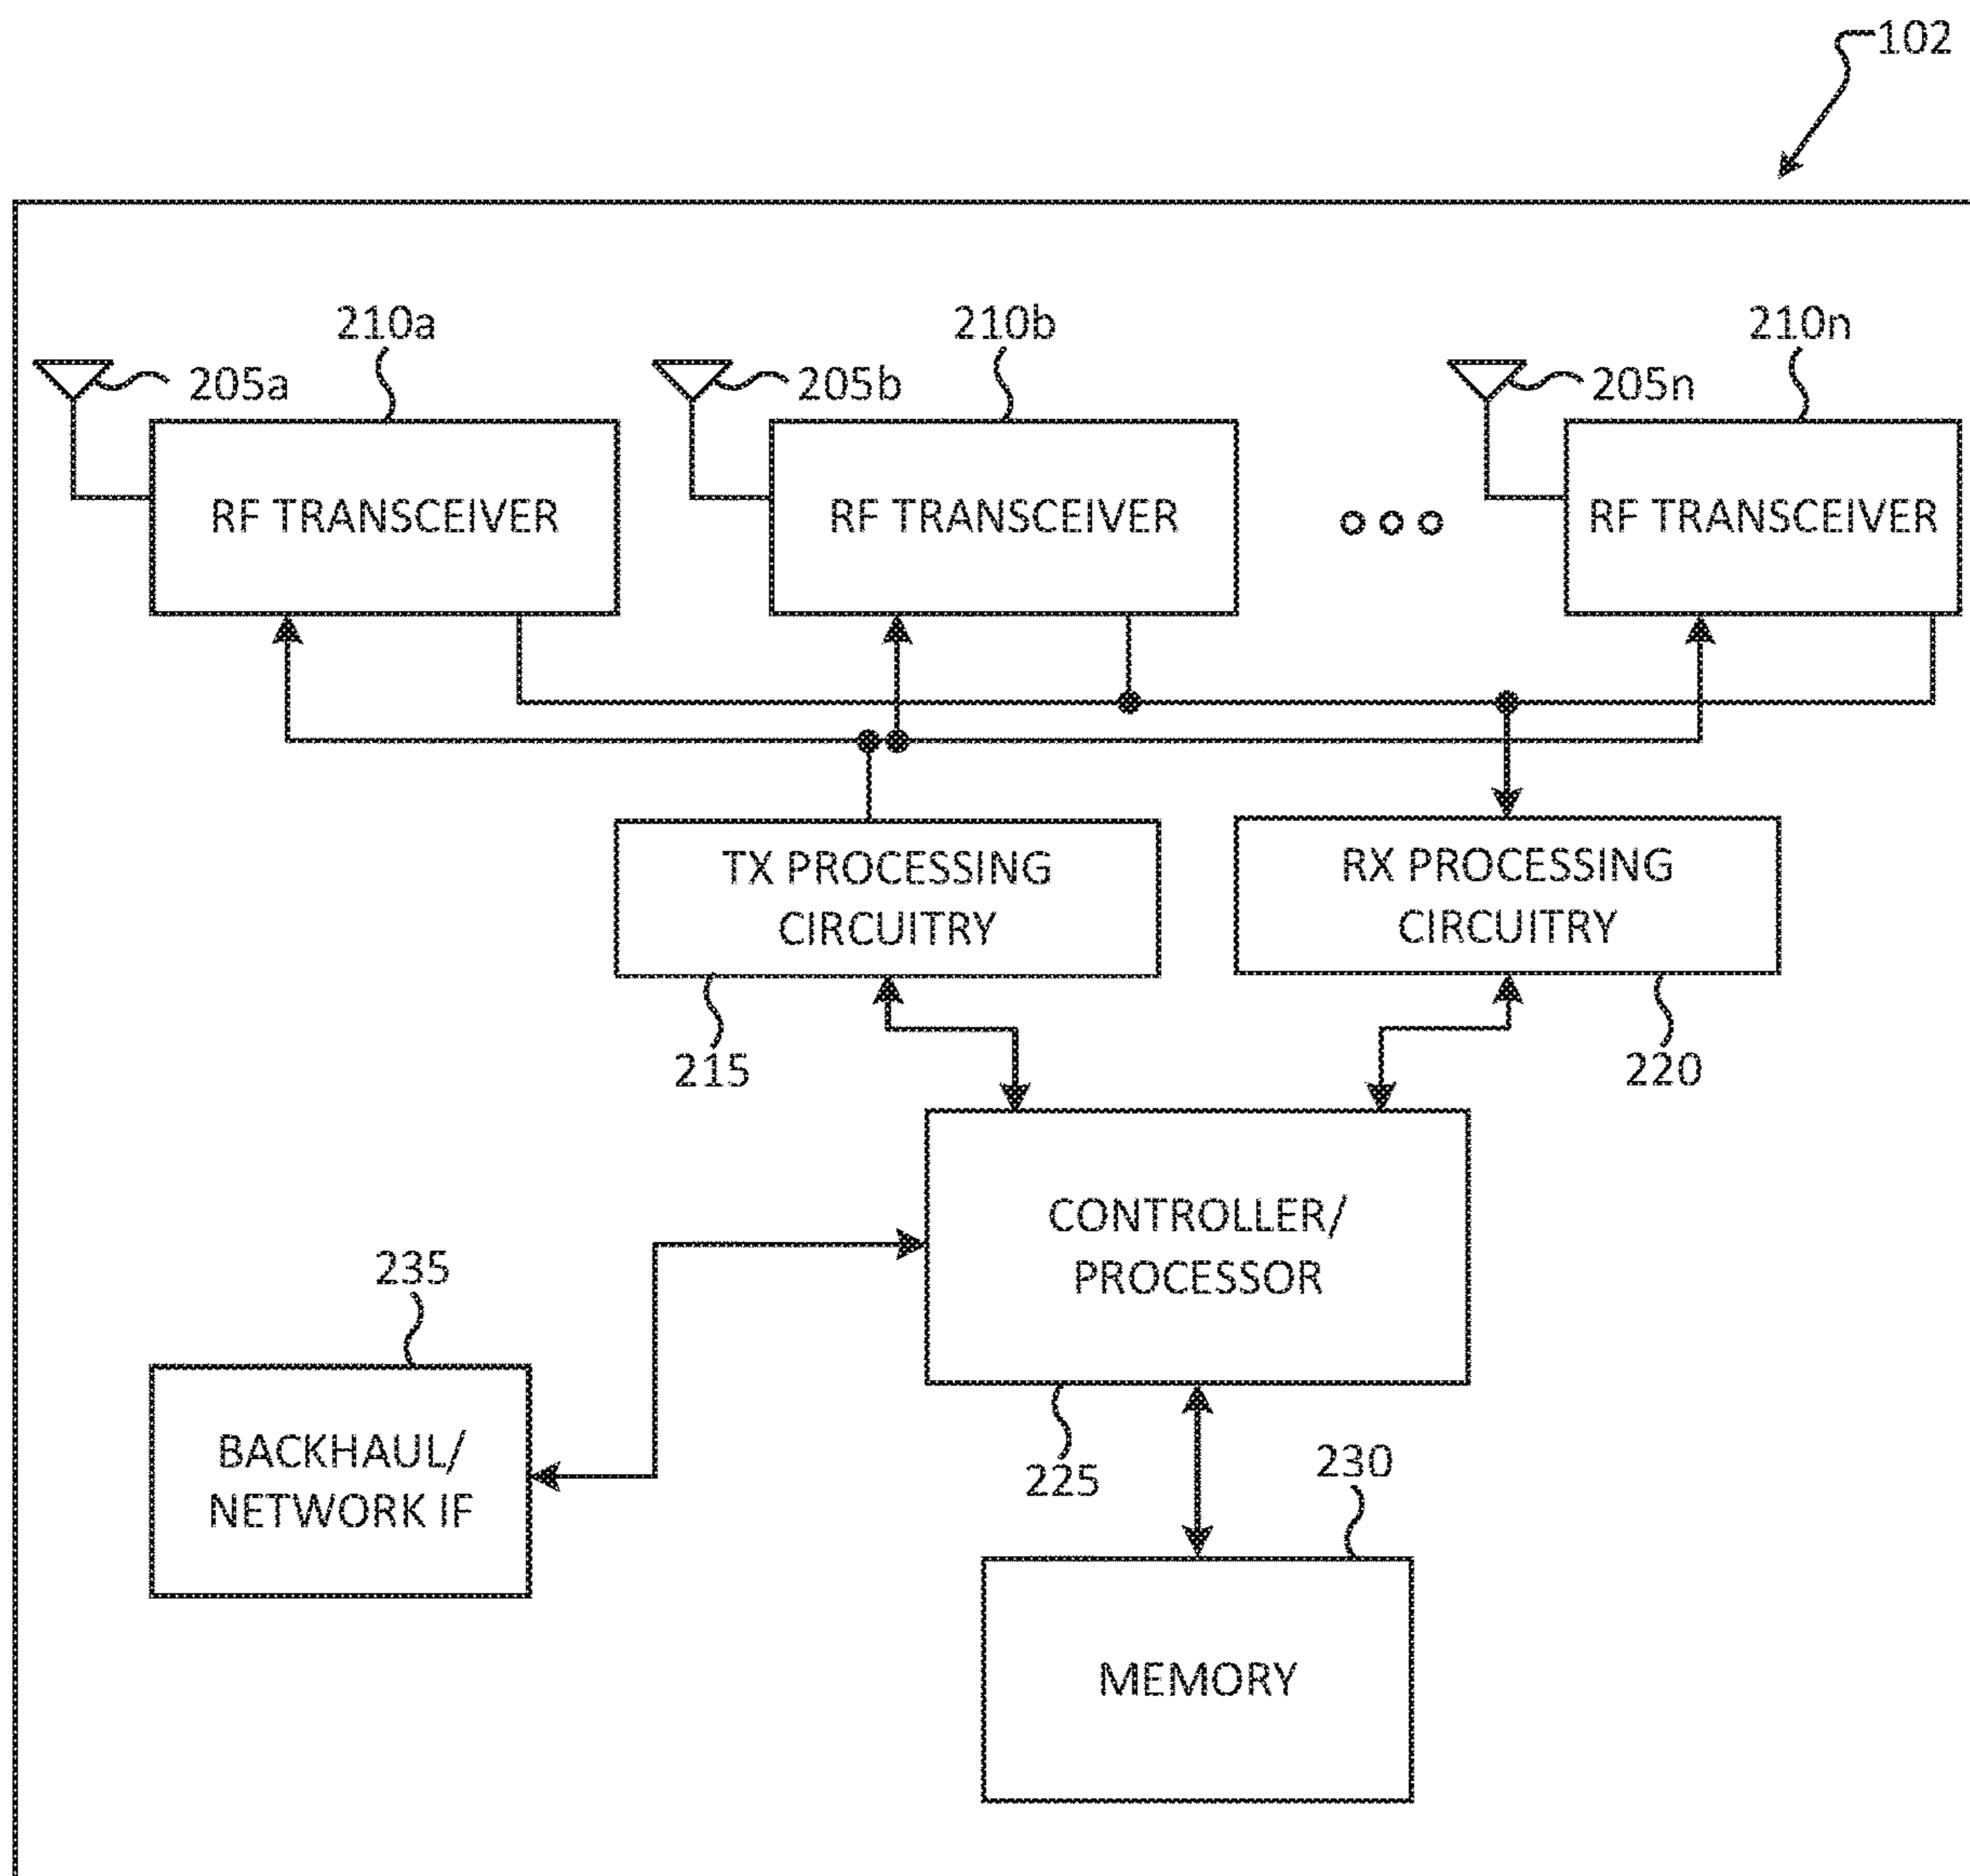 102
210a
210b
210n
205a
205b
205n
RF TRANSCEIVER
RF TRANSCEIVER
RF TRANSCEIVER
TX PROCESSING
CIRCUITRY
RX PROCESSING
CIRCUITRY
215
220
CONTROLLER/
PROCESSOR
235
BACKHAUL/
NETWORK IF
225
230
MEMORY